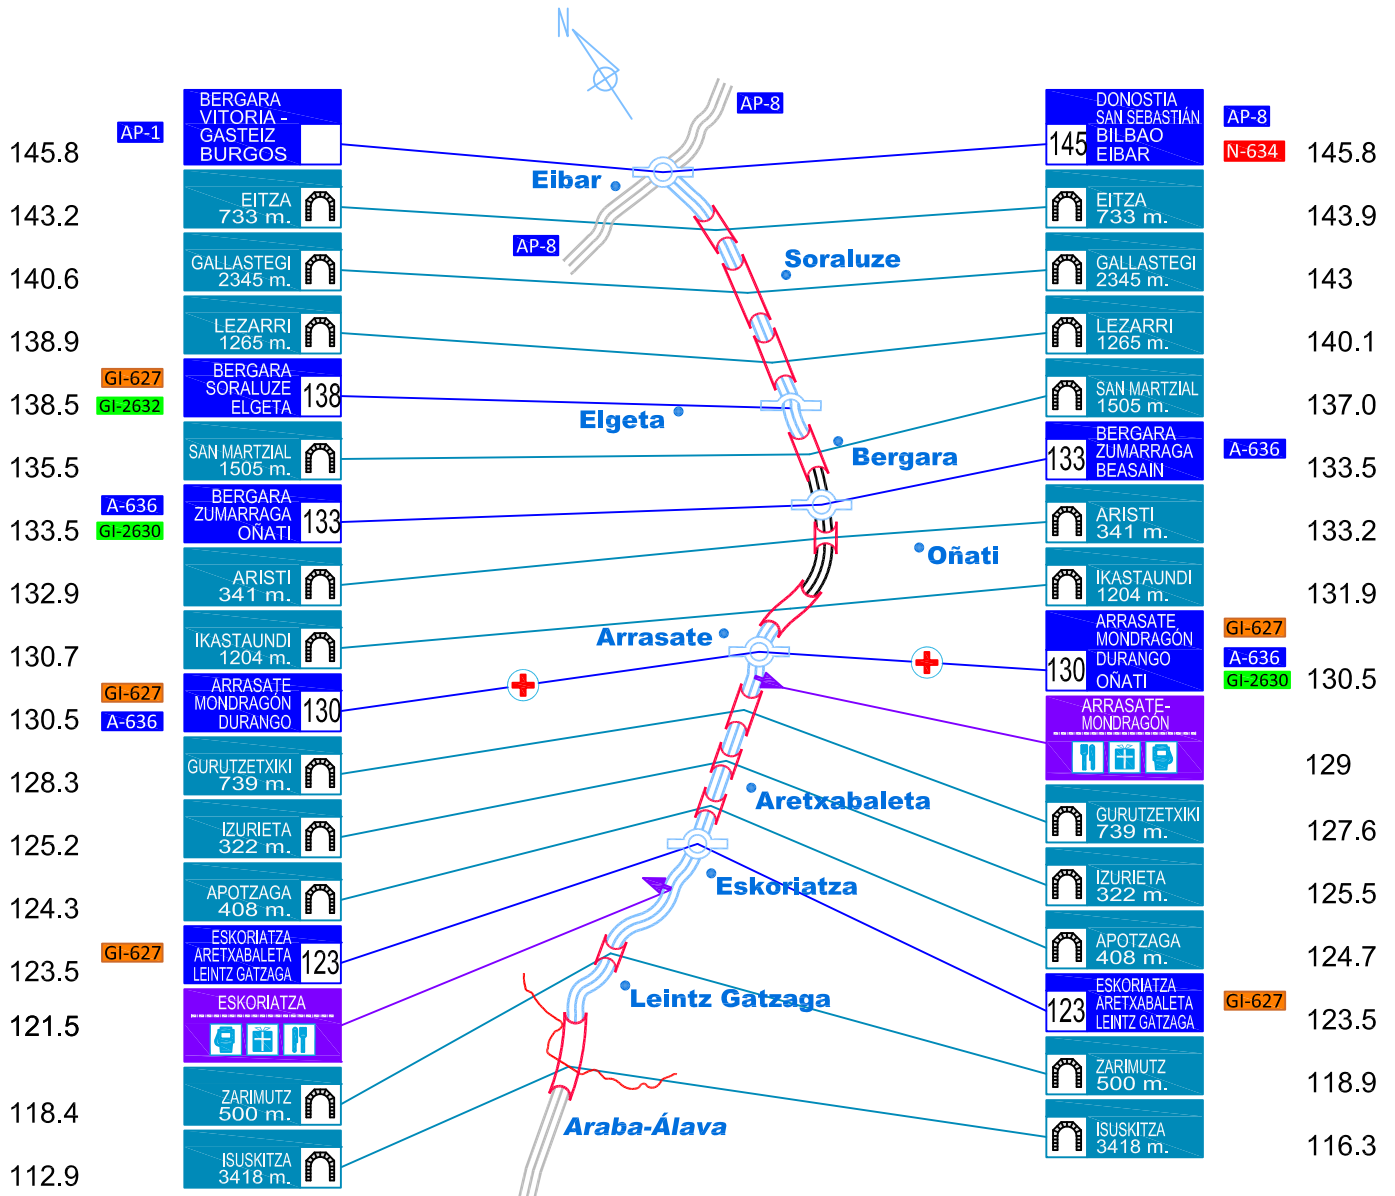 N
AP-8
145.8
AP-1
BERGARA
VITORIA -
GASTEIZ
BURGOS
143.2
EITZA
733 m.
140.6
GALLASTEGI
2345 m.
138.9
LEZARRI
1265 m.
138.5
GI-627
GI-2632
BERGARA
SORALUZE
ELGETA
138
135.5
SAN MARTZIAL
1505 m.
133.5
A-636
GI-2630
BERGARA
ZUMARRAGA
OÑATI
133
132.9
ARISTI
341 m.
130.7
IKASTAUNDI
1204 m.
130.5
GI-627
A-636
ARRASATE
MONDRAGÓN
DURANGO
130
128.3
GURUTZETXIKI
739 m.
125.2
IZURIETA
322 m.
124.3
APOTZAGA
408 m.
123.5
GI-627
ESKORIATZA
ARETXABALETA
LEINTZ GATZAGA
123
121.5
ESKORIATZA
118.4
ZARIMUTZ
500 m.
112.9
ISUSKITZA
3418 m.
Eibar
AP-8
Soraluze
Elgeta
Bergara
Oñati
Arrasate
Aretxabaleta
Eskoriatza
Leintz Gatzaga
Araba-Álava
DONOSTIA
SAN SEBASTIÁN
BILBAO
EIBAR
145
AP-8
N-634
145.8
EITZA
733 m.
143.9
GALLASTEGI
2345 m.
143
LEZARRI
1265 m.
140.1
SAN MARTZIAL
1505 m.
137.0
BERGARA
ZUMARRAGA
BEASAIN
133
A-636
133.5
ARISTI
341 m.
133.2
IKASTAUNDI
1204 m.
131.9
ARRASATE
MONDRAGÓN
DURANGO
OÑATI
130
GI-627
A-636
GI-2630
130.5
ARRASATE-
MONDRAGÓN
129
GURUTZETXIKI
739 m.
127.6
IZURIETA
322 m.
125.5
APOTZAGA
408 m.
124.7
ESKORIATZA
ARETXABALETA
LEINTZ GATZAGA
123
GI-627
123.5
ZARIMUTZ
500 m.
118.9
ISUSKITZA
3418 m.
116.3